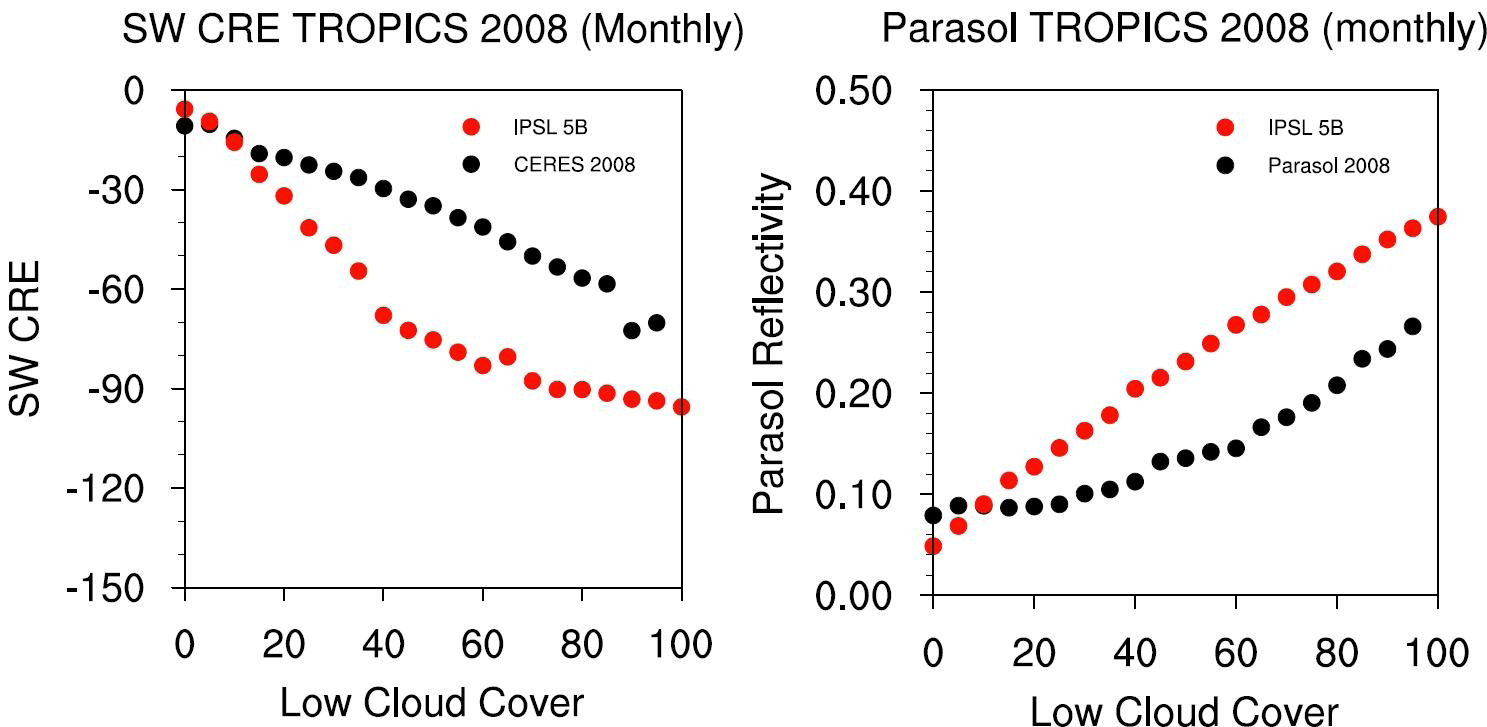 SW CRE TROPICS 2008 (Monthly)
0
-30
-60
-90
-120
-150
SW CRE
IPSL 5B
CERES 2008
0 20 40 60 80 100
Low Cloud Cover
Parasol TROPICS 2008 (monthly)
0.50
0.40
0.30
0.20
0.10
0.00
Parasol Reflectivity
IPSL 5B
Parasol 2008
0 20 40 60 80 100
Low Cloud Cover